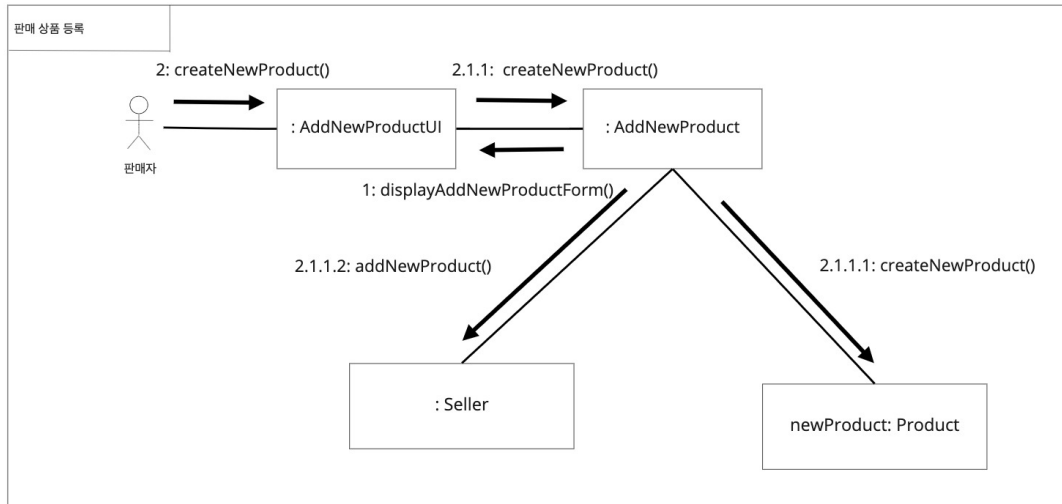 판매 상품 등록
2: createNewProduct()
2.1.1: createNewProduct()
: AddNewProductUI
: AddNewProduct
판매자
1: displayAddNewProductForm()
2.1.1.2: addNewProduct()
2.1.1.1: createNewProduct()
: Seller
newProduct: Product